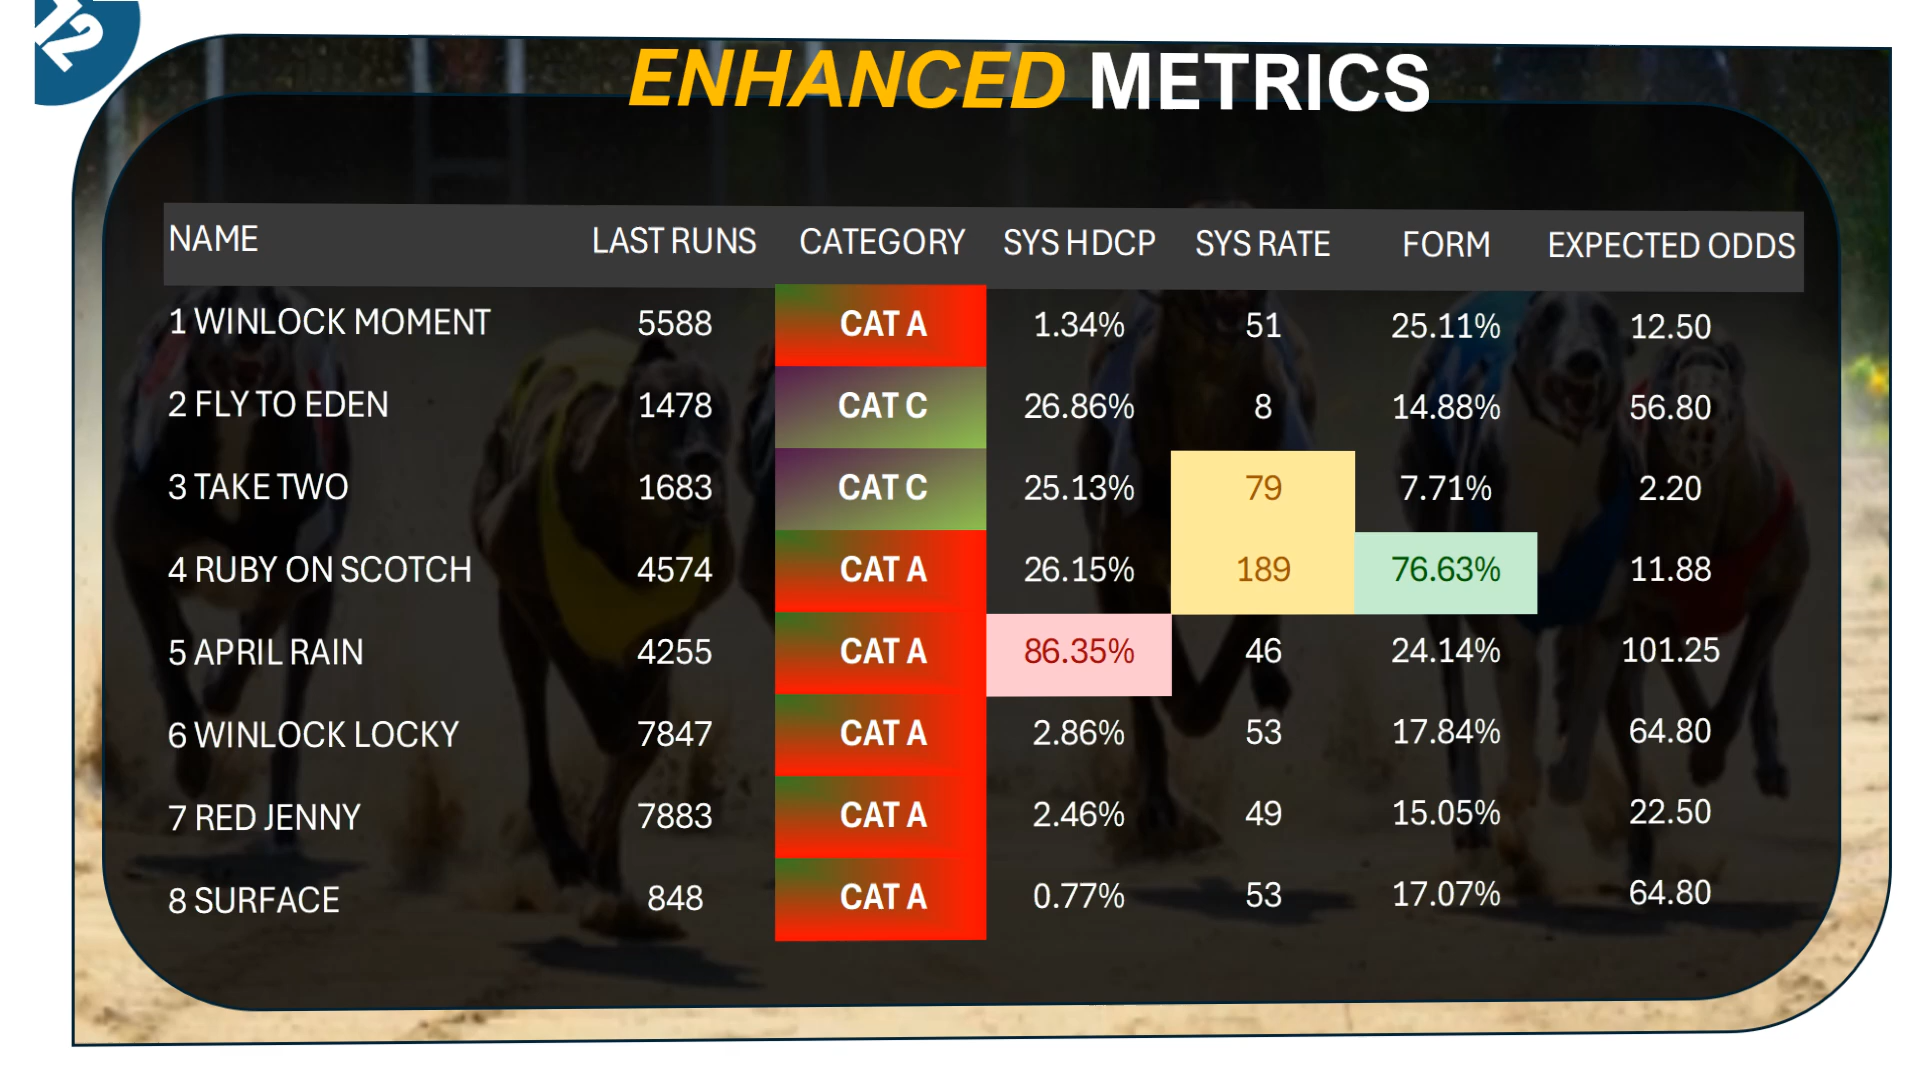 12
ENHANCED METRICS
NAME LAST RUNS CATEGORY SYS HDCP SYS RATE FORM EXPECTED ODDS
1 WINLOCK MOMENT 5588 CAT A 1.34% 51 25.11% 12.50
2 FLY TO EDEN 1478 CAT C 26.86% 8 14.88% 56.80
3 TAKE TWO 1683 CAT C 25.13% 79 7.71% 2.20
4 RUBY ON SCOTCH 4574 CAT A 26.15% 189 76.63% 11.88
5 APRIL RAIN 4255 CAT A 86.35% 46 24.14% 101.25
6 WINLOCK LOCKY 7847 CAT A 2.86% 53 17.84% 64.80
7 RED JENNY 7883 CAT A 2.46% 49 15.05% 22.50
8 SURFACE 848 CAT A 0.77% 53 17.07% 64.80